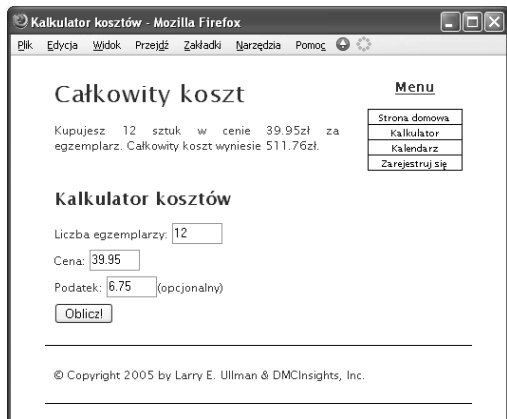 Kalkulator kosztów - Mozilla Firefox
Plik Edycja Widok Przejdź Zakładki Narzędzia Pomoc
Całkowity koszt
Kupujesz 12 sztuk w cenie 39.95zł za
egzemplarz. Całkowity koszt wyniesie 511.76zł.
Menu
Strona domowa
Kalkulator
Kalendarz
Zarejestruj się
Kalkulator kosztów
Liczba egzemplarzy: 12
Cena: 39.95
Podatek: 6.75 (opcjonalny)
Oblicz!
© Copyright 2005 by Larry E. Ullman & DMCInsights, Inc.